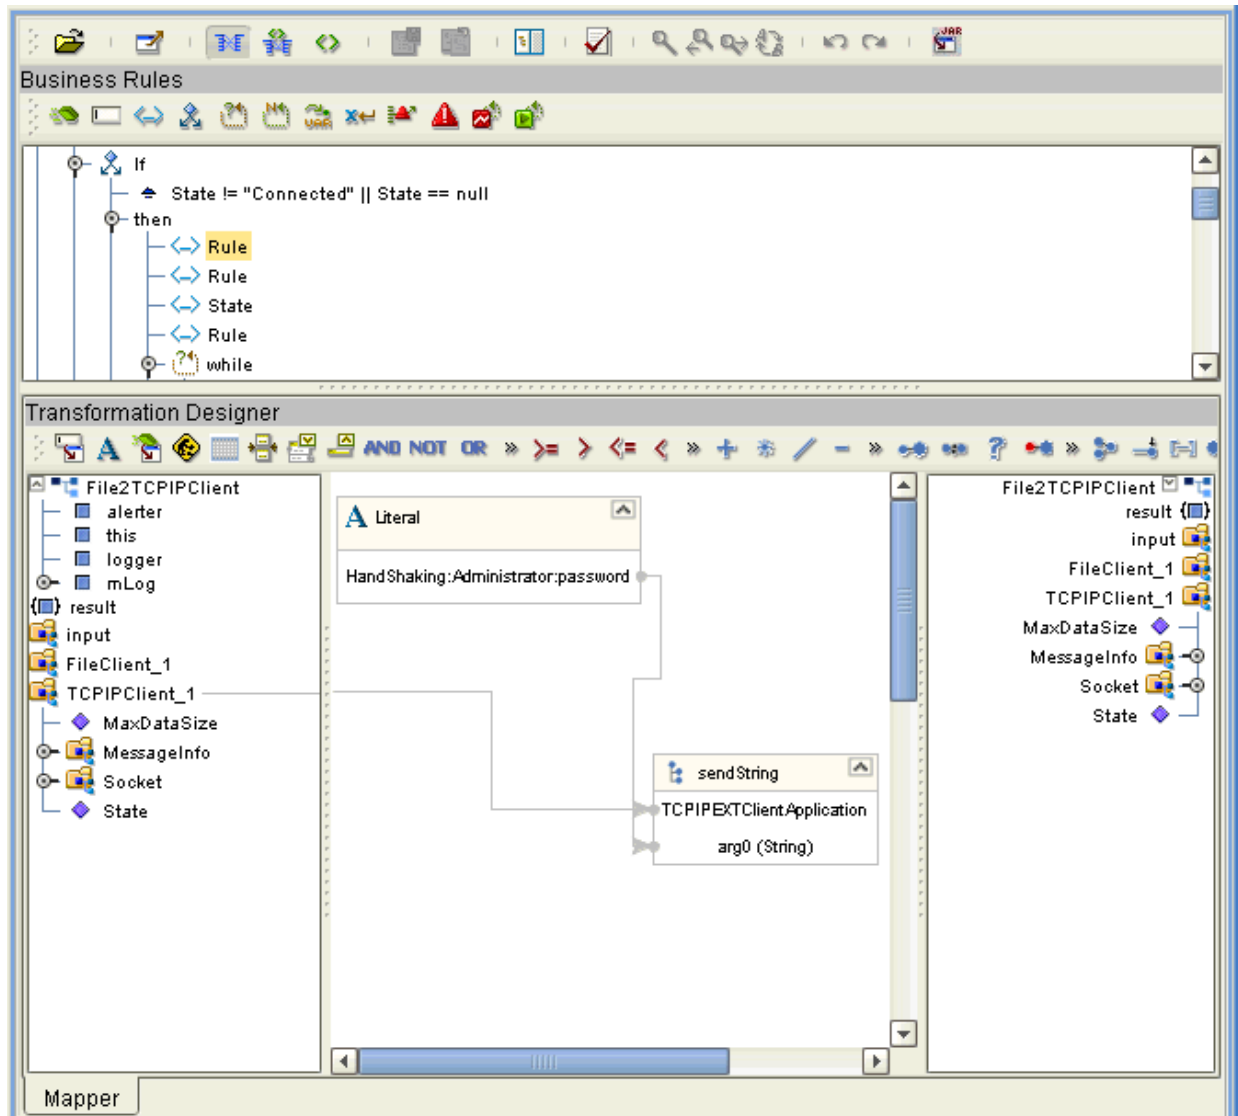 JAR
Business Rules
VAR
If
State != "Connected" || State == null
then
Rule
Rule
State
Rule
while
Transformation Designer
A AND NOT OR » >= > <= < » + * / - » ? »
File2TCPIPClient
alerter
this
logger
mLog
{} result
input
FileClient_1
TCPIPClient_1
MaxDataSize
MessageInfo
Socket
State
A Literal
HandShaking:Administrator:password
sendString
TCPIPEXTClientApplication
arg0 (String)
File2TCPIPClient
result {}
input
FileClient_1
TCPIPClient_1
MaxDataSize
MessageInfo
Socket
State
Mapper